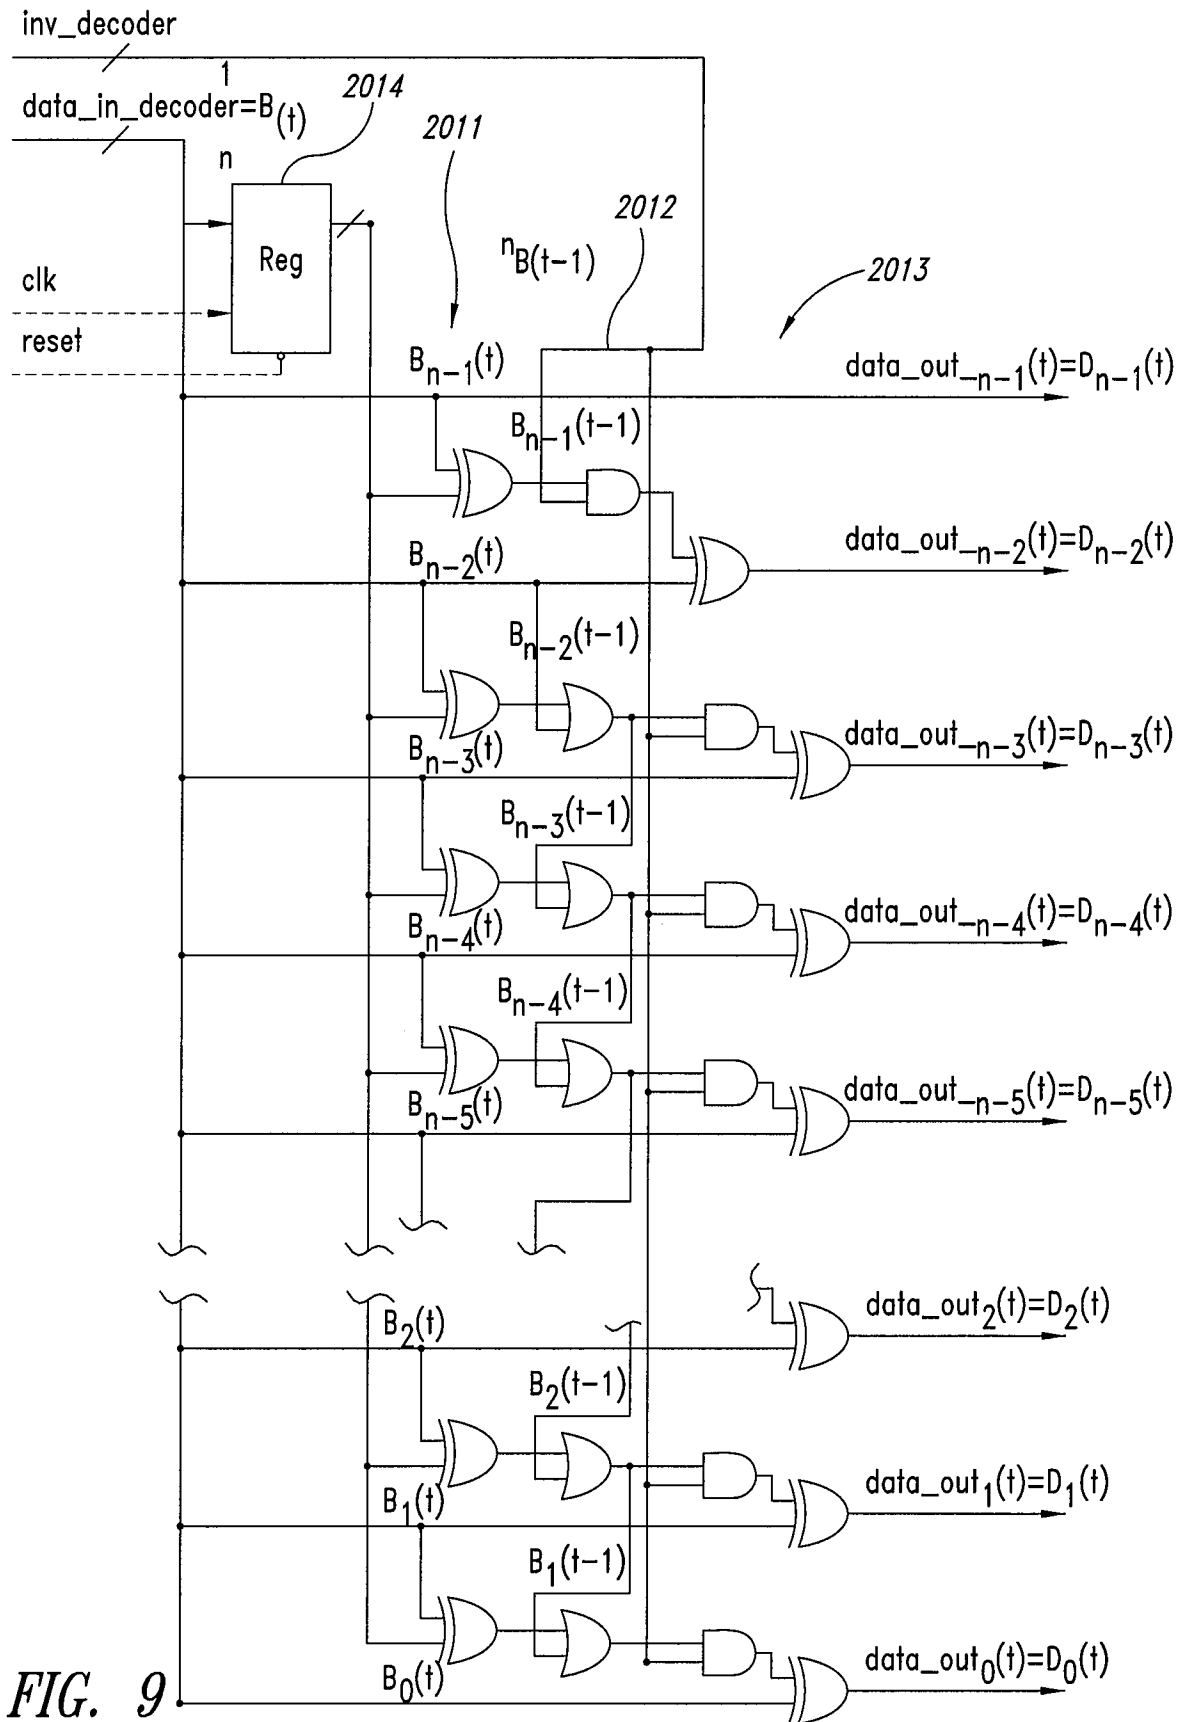 inv_decoder
1
data_in_decoder=B(t)
2014
2011
n
2012
Reg
nB(t-1)
2013
clk
reset
Bn-1(t)
data_out_n-1(t)=Dn-1(t)
Bn-1(t-1)
Bn-2(t)
data_out_n-2(t)=Dn-2(t)
Bn-2(t-1)
Bn-3(t)
data_out_n-3(t)=Dn-3(t)
Bn-3(t-1)
Bn-4(t)
data_out_n-4(t)=Dn-4(t)
Bn-4(t-1)
Bn-5(t)
data_out_n-5(t)=Dn-5(t)
B2(t)
data_out2(t)=D2(t)
B2(t-1)
B1(t)
data_out1(t)=D1(t)
B1(t-1)
B0(t)
data_out0(t)=D0(t)
FIG. 9